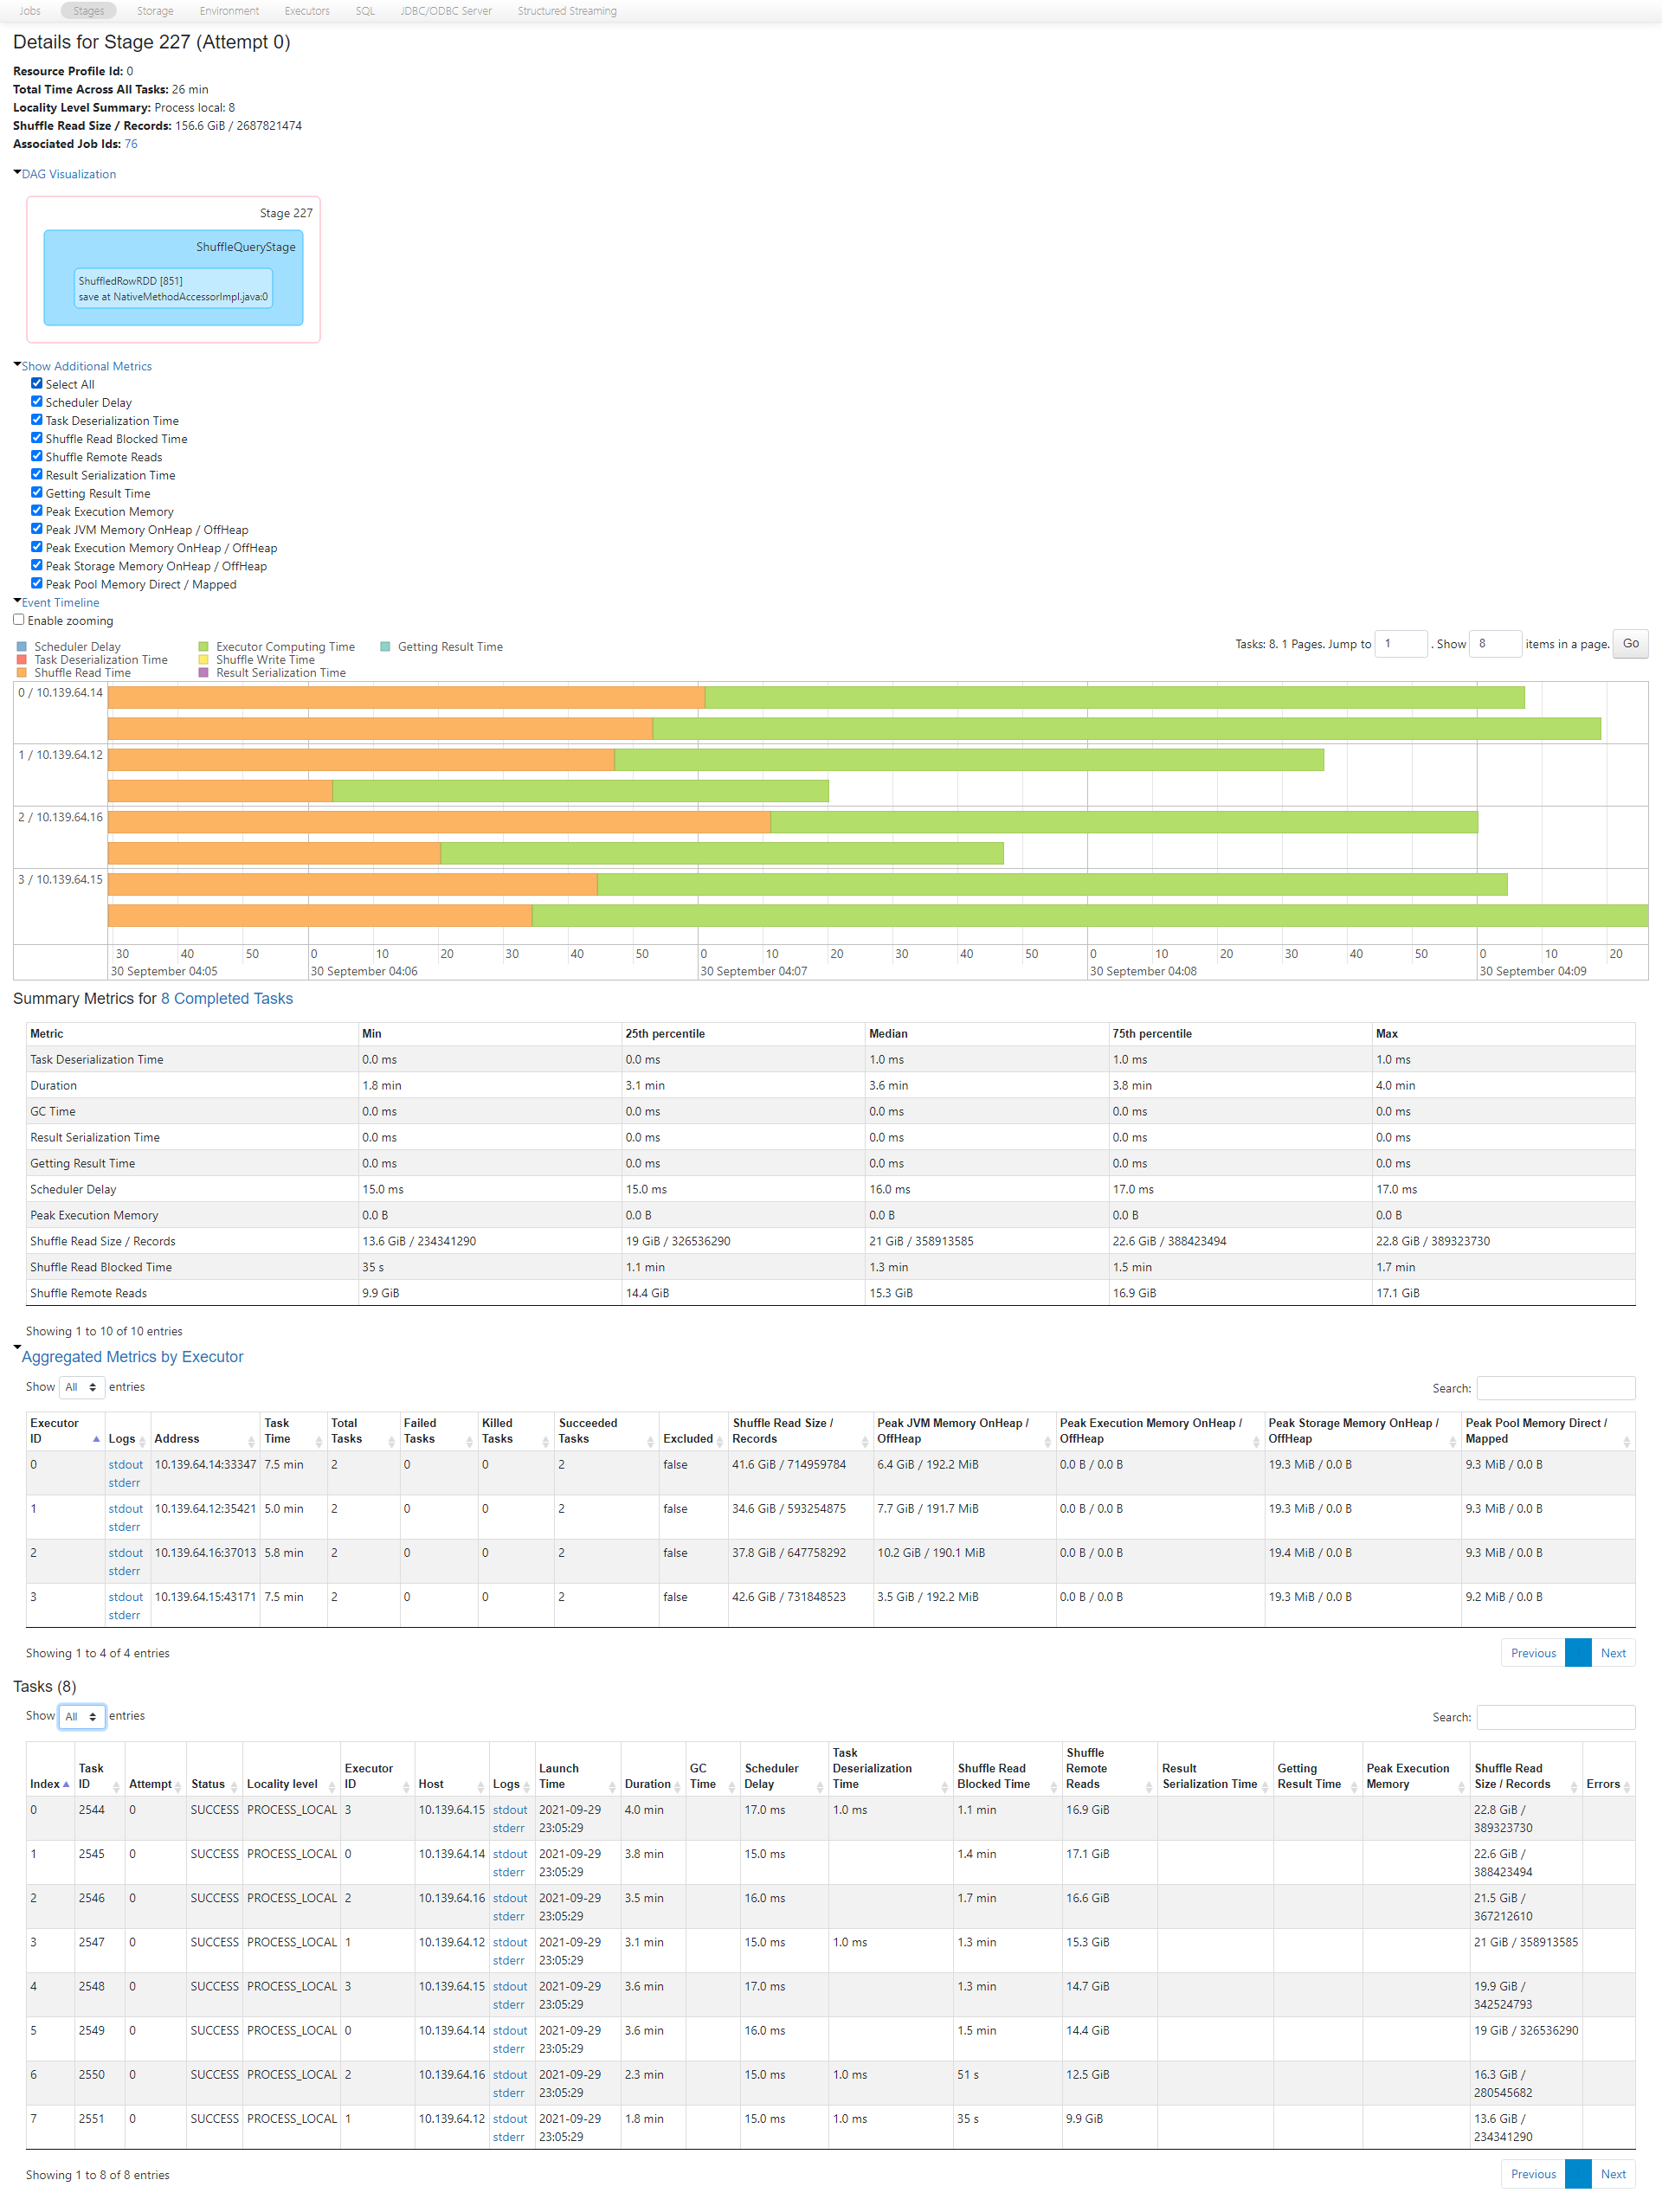 Jobs Stages Storage Environment Executors SQL JDBC/ODBC Server Structured Streaming
Details for Stage 227 (Attempt 0)
Resource Profile Id: 0
Total Time Across All Tasks: 26 min
Locality Level Summary: Process local: 8
Shuffle Read Size / Records: 156.6 GiB / 2687821474
Associated Job Ids: 76
DAG Visualization
Stage 227
ShuffleQueryStage
ShuffledRowRDD [851]
save at NativeMethodAccessorImpl.java:0
Show Additional Metrics
Select All
Scheduler Delay
Task Deserialization Time
Shuffle Read Blocked Time
Shuffle Remote Reads
Result Serialization Time
Getting Result Time
Peak Execution Memory
Peak JVM Memory OnHeap / OffHeap
Peak Execution Memory OnHeap / OffHeap
Peak Storage Memory OnHeap / OffHeap
Peak Pool Memory Direct / Mapped
Event Timeline
Enable zooming
Tasks: 8. 1 Pages. Jump to 1 . Show 8 items in a page. Go
Scheduler Delay Executor Computing Time Getting Result Time
Task Deserialization Time Shuffle Write Time
Shuffle Read Time Result Serialization Time
0 / 10.139.64.14
1 / 10.139.64.12
2 / 10.139.64.16
3 / 10.139.64.15
30 40 50 0 10 20 30 40 50 0 10 20 30 40 50 0 10 20 30 40 50 0 10 20
30 September 04:05 30 September 04:06 30 September 04:07 30 September 04:08 30 September 04:09
Summary Metrics for 8 Completed Tasks
Metric Min 25th percentile Median 75th percentile Max
Task Deserialization Time 0.0 ms 0.0 ms 1.0 ms 1.0 ms 1.0 ms
Duration 1.8 min 3.1 min 3.6 min 3.8 min 4.0 min
GC Time 0.0 ms 0.0 ms 0.0 ms 0.0 ms 0.0 ms
Result Serialization Time 0.0 ms 0.0 ms 0.0 ms 0.0 ms 0.0 ms
Getting Result Time 0.0 ms 0.0 ms 0.0 ms 0.0 ms 0.0 ms
Scheduler Delay 15.0 ms 15.0 ms 16.0 ms 17.0 ms 17.0 ms
Peak Execution Memory 0.0 B 0.0 B 0.0 B 0.0 B 0.0 B
Shuffle Read Size / Records 13.6 GiB / 234341290 19 GiB / 326536290 21 GiB / 358913585 22.6 GiB / 388423494 22.8 GiB / 389323730
Shuffle Read Blocked Time 35 s 1.1 min 1.3 min 1.5 min 1.7 min
Shuffle Remote Reads 9.9 GiB 14.4 GiB 15.3 GiB 16.9 GiB 17.1 GiB
Showing 1 to 10 of 10 entries
Aggregated Metrics by Executor
Show All entries Search:
Executor ID Logs Address Task Time Total Tasks Failed Tasks Killed Tasks Succeeded Tasks Excluded Shuffle Read Size / Records Peak JVM Memory OnHeap / OffHeap Peak Execution Memory OnHeap / OffHeap Peak Storage Memory OnHeap / OffHeap Peak Pool Memory Direct / Mapped
0 stdout 10.139.64.14:33347 7.5 min 2 0 0 2 false 41.6 GiB / 714959784 6.4 GiB / 192.2 MiB 0.0 B / 0.0 B 19.3 MiB / 0.0 B 9.3 MiB / 0.0 B
stderr
1 stdout 10.139.64.12:35421 5.0 min 2 0 0 2 false 34.6 GiB / 593254875 7.7 GiB / 191.7 MiB 0.0 B / 0.0 B 19.3 MiB / 0.0 B 9.3 MiB / 0.0 B
stderr
2 stdout 10.139.64.16:37013 5.8 min 2 0 0 2 false 37.8 GiB / 647758292 10.2 GiB / 190.1 MiB 0.0 B / 0.0 B 19.4 MiB / 0.0 B 9.3 MiB / 0.0 B
stderr
3 stdout 10.139.64.15:43171 7.5 min 2 0 0 2 false 42.6 GiB / 731848523 3.5 GiB / 192.2 MiB 0.0 B / 0.0 B 19.3 MiB / 0.0 B 9.2 MiB / 0.0 B
stderr
Showing 1 to 4 of 4 entries Previous Next
Tasks (8)
Show All entries Search:
Index Task ID Attempt Status Locality level Executor ID Host Logs Launch Time Duration GC Time Scheduler Delay Task Deserialization Time Shuffle Read Blocked Time Shuffle Remote Reads Result Serialization Time Getting Result Time Peak Execution Memory Shuffle Read Size / Records Errors
0 2544 0 SUCCESS PROCESS_LOCAL 3 10.139.64.15 stdout 2021-09-29 4.0 min 17.0 ms 1.0 ms 1.1 min 16.9 GiB 22.8 GiB /
stderr 23:05:29 389323730
1 2545 0 SUCCESS PROCESS_LOCAL 0 10.139.64.14 stdout 2021-09-29 3.8 min 15.0 ms 1.4 min 17.1 GiB 22.6 GiB /
stderr 23:05:29 388423494
2 2546 0 SUCCESS PROCESS_LOCAL 2 10.139.64.16 stdout 2021-09-29 3.5 min 16.0 ms 1.7 min 16.6 GiB 21.5 GiB /
stderr 23:05:29 367212610
3 2547 0 SUCCESS PROCESS_LOCAL 1 10.139.64.12 stdout 2021-09-29 3.1 min 15.0 ms 1.0 ms 1.3 min 15.3 GiB 21 GiB / 358913585
stderr 23:05:29
4 2548 0 SUCCESS PROCESS_LOCAL 3 10.139.64.15 stdout 2021-09-29 3.6 min 17.0 ms 1.3 min 14.7 GiB 19.9 GiB /
stderr 23:05:29 342524793
5 2549 0 SUCCESS PROCESS_LOCAL 0 10.139.64.14 stdout 2021-09-29 3.6 min 16.0 ms 1.5 min 14.4 GiB 19 GiB / 326536290
stderr 23:05:29
6 2550 0 SUCCESS PROCESS_LOCAL 2 10.139.64.16 stdout 2021-09-29 2.3 min 15.0 ms 1.0 ms 51 s 12.5 GiB 16.3 GiB /
stderr 23:05:29 280545682
7 2551 0 SUCCESS PROCESS_LOCAL 1 10.139.64.12 stdout 2021-09-29 1.8 min 15.0 ms 1.0 ms 35 s 9.9 GiB 13.6 GiB /
stderr 23:05:29 234341290
Showing 1 to 8 of 8 entries Previous Next